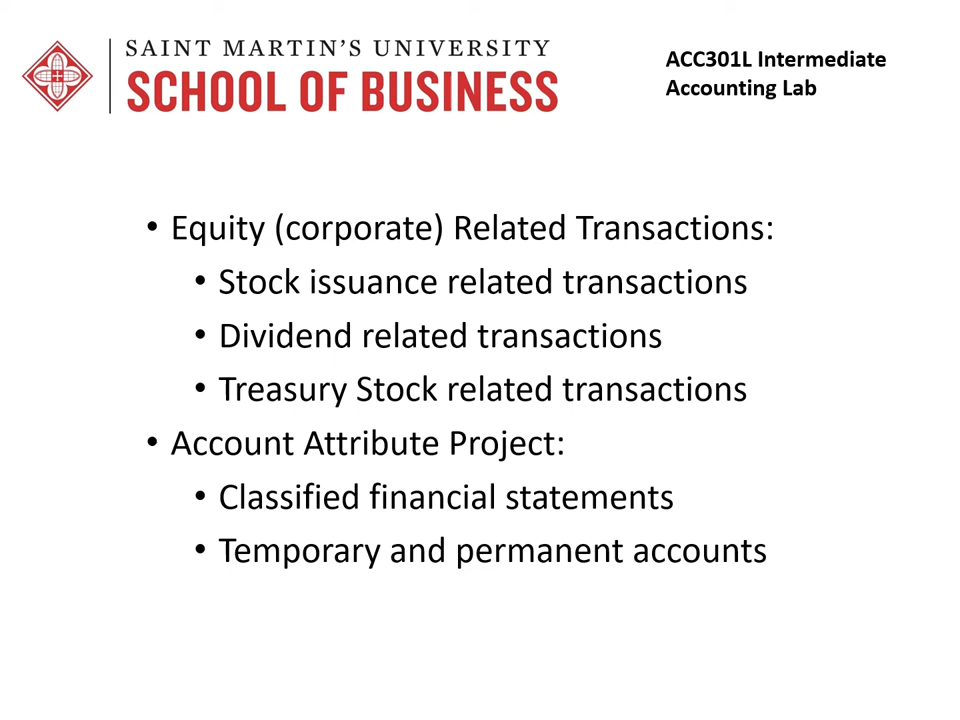 SAINT MARTIN'S UNIVERSITY
SCHOOL OF BUSINESS
ACC301L Intermediate
Accounting Lab
• Equity (corporate) Related Transactions:
• Stock issuance related transactions
• Dividend related transactions
• Treasury Stock related transactions
• Account Attribute Project:
• Classified financial statements
• Temporary and permanent accounts